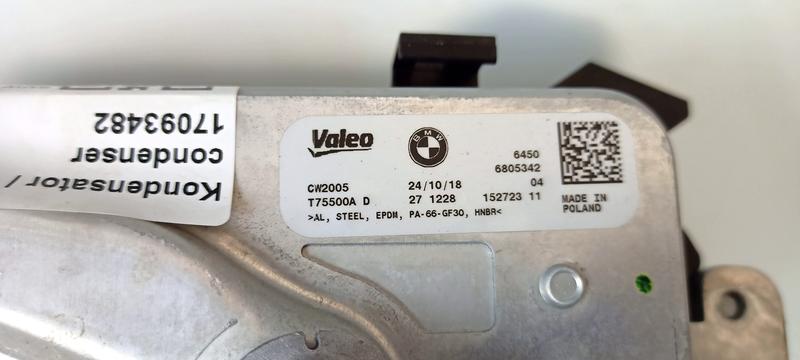 Valeo
BMW
CW2005
T75500A D
24/10/18
27 1228
6450
6805342
04
152723 11
>AL, STEEL, EPDM, PA-66-GF30, HNBR<
MADE IN
POLAND
Kondensator /
condenser
17093482